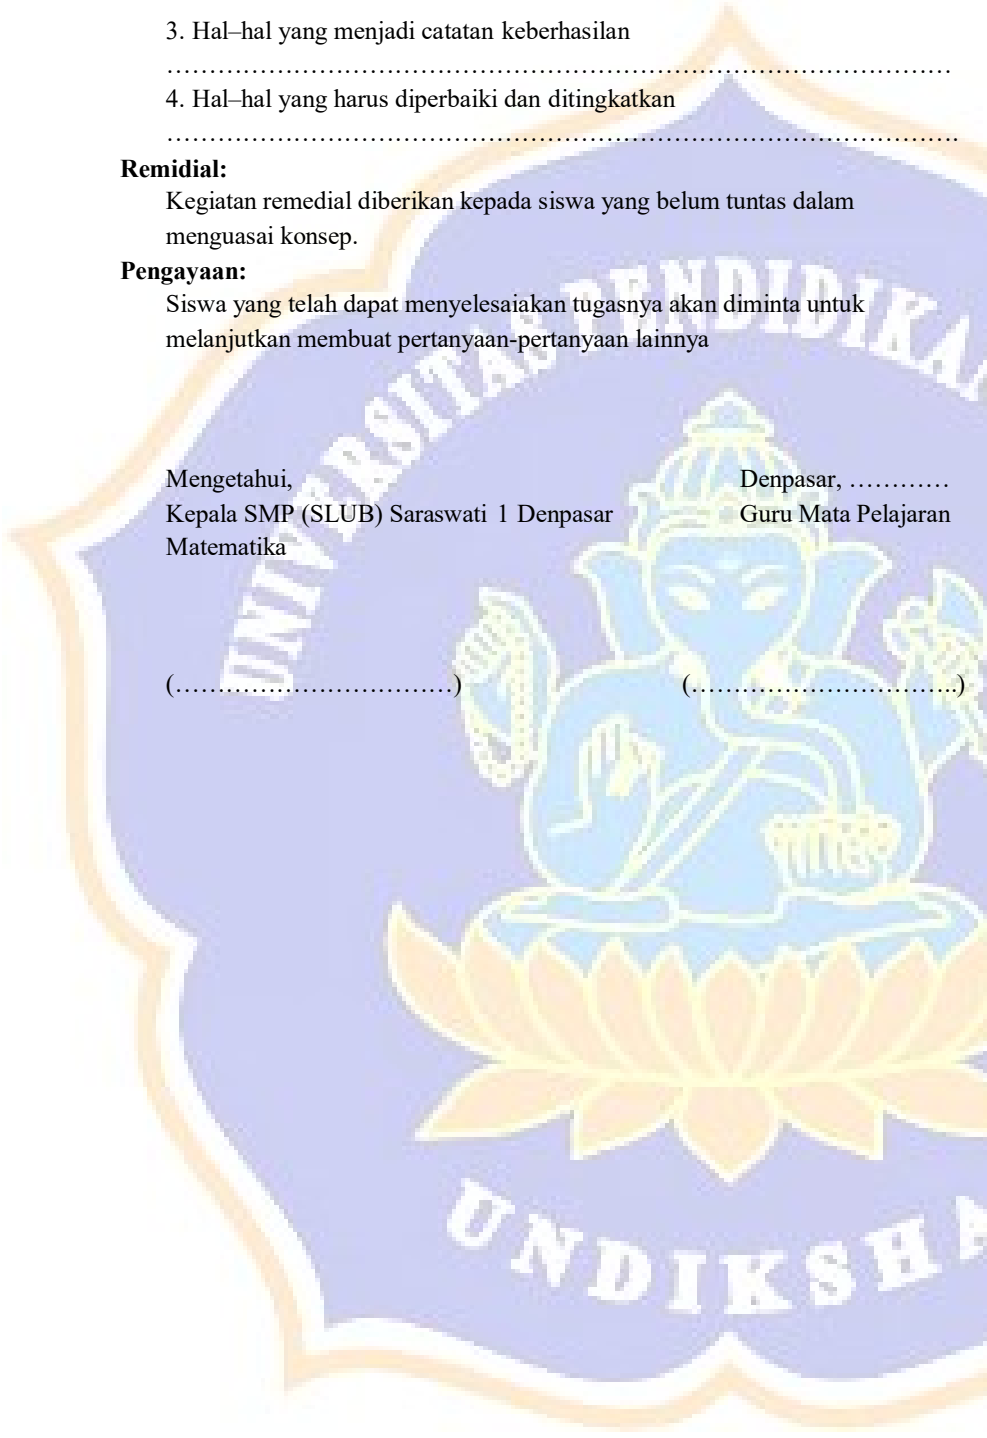 3. Hal–hal yang menjadi catatan keberhasilan
…………………………………………………………………………………
4. Hal–hal yang harus diperbaiki dan ditingkatkan
………………………………………………………………………………….
Remidial:
Kegiatan remedial diberikan kepada siswa yang belum tuntas dalam
menguasai konsep.
Pengayaan:
Siswa yang telah dapat menyelesaiakan tugasnya akan diminta untuk
melanjutkan membuat pertanyaan-pertanyaan lainnya
UNIVERSITAS PENDIDIKAN
Mengetahui, Denpasar, …………
Kepala SMP (SLUB) Saraswati 1 Denpasar Guru Mata Pelajaran
Matematika
(……………………………) (…………………………..)
UNDIKSHA